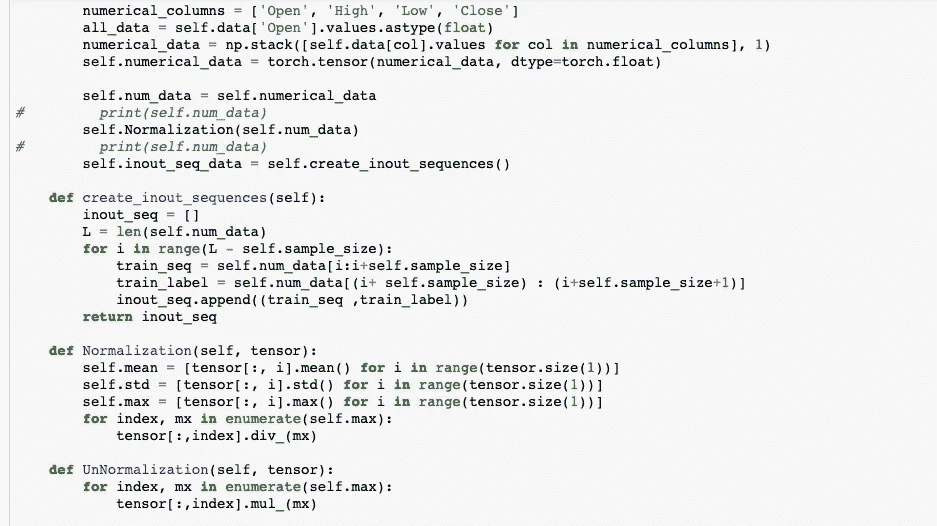 numerical_columns = ['Open', 'High', 'Low', 'Close']
        all_data = self.data['Open'].values.astype(float)
        numerical_data = np.stack([self.data[col].values for col in numerical_columns], 1)
        self.numerical_data = torch.tensor(numerical_data, dtype=torch.float)

        self.num_data = self.numerical_data
#         print(self.num_data)
        self.Normalization(self.num_data)
#         print(self.num_data)
        self.inout_seq_data = self.create_inout_sequences()

    def create_inout_sequences(self):
        inout_seq = []
        L = len(self.num_data)
        for i in range(L - self.sample_size):
            train_seq = self.num_data[i:i+self.sample_size]
            train_label = self.num_data[(i+ self.sample_size) : (i+self.sample_size+1)]
            inout_seq.append((train_seq ,train_label))
        return inout_seq

    def Normalization(self, tensor):
        self.mean = [tensor[:, i].mean() for i in range(tensor.size(1))]
        self.std = [tensor[:, i].std() for i in range(tensor.size(1))]
        self.max = [tensor[:, i].max() for i in range(tensor.size(1))]
        for index, mx in enumerate(self.max):
            tensor[:,index].div_(mx)

    def UnNormalization(self, tensor):
        for index, mx in enumerate(self.max):
            tensor[:,index].mul_(mx)